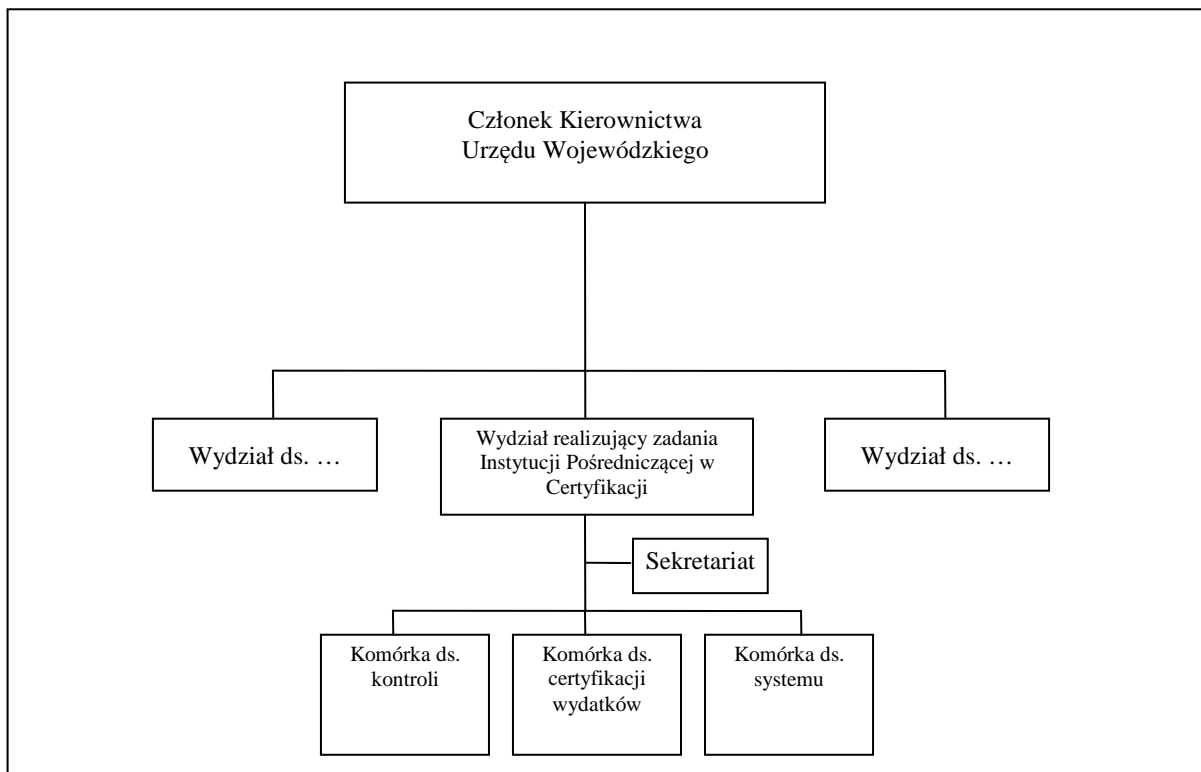 Członek Kierownictwa
Urzędu Wojewódzkiego
Wydział ds. …
Wydział realizujący zadania
Instytucji Pośredniczącej w
Certyfikacji
Wydział ds. …
Sekretariat
Komórka ds.
kontroli
Komórka ds.
certyfikacji
wydatków
Komórka ds.
systemu